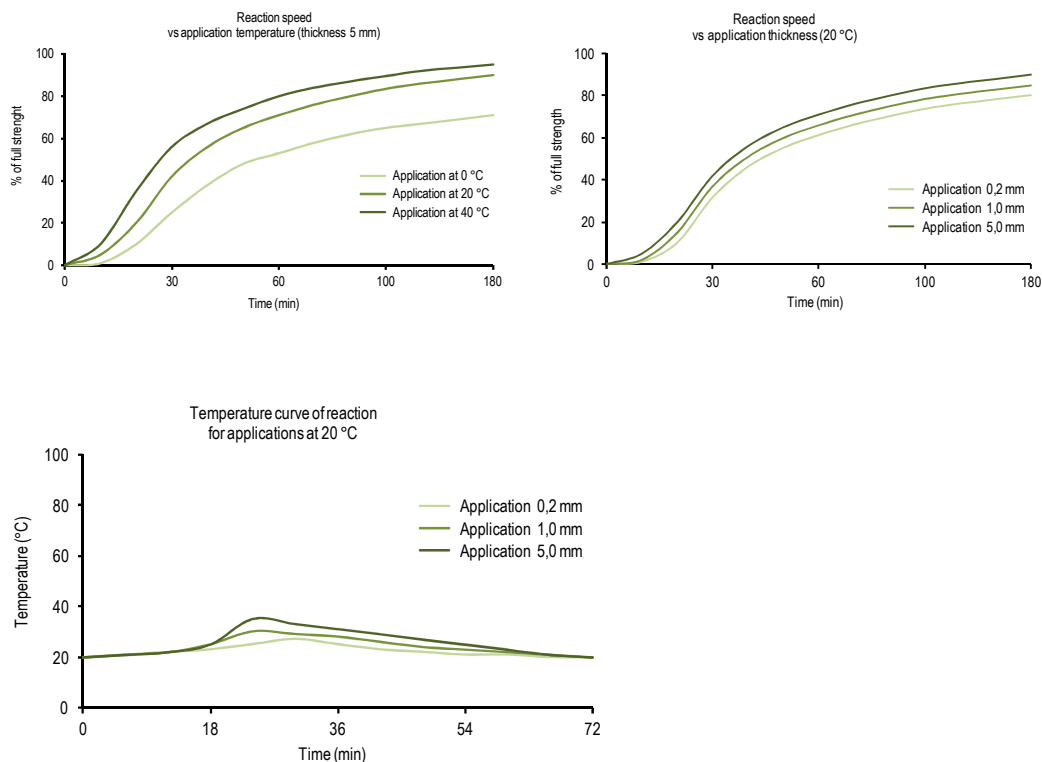 Reaction speed
vs application temperature (thickness 5 mm)
% of full strenght
100
80
60
40
20
0
Application at 0 °C
Application at 20 °C
Application at 40 °C
0
30
60
100
180
Time (min)
Reaction speed
vs application thickness (20 °C)
% of full strength
100
80
60
40
20
0
Application 0,2 mm
Application 1,0 mm
Application 5,0 mm
0
30
60
100
180
Time (min)
Temperature curve of reaction
for applications at 20 °C
Temperature (°C)
100
80
60
40
20
0
Application 0,2 mm
Application 1,0 mm
Application 5,0 mm
0
18
36
54
72
Time (min)